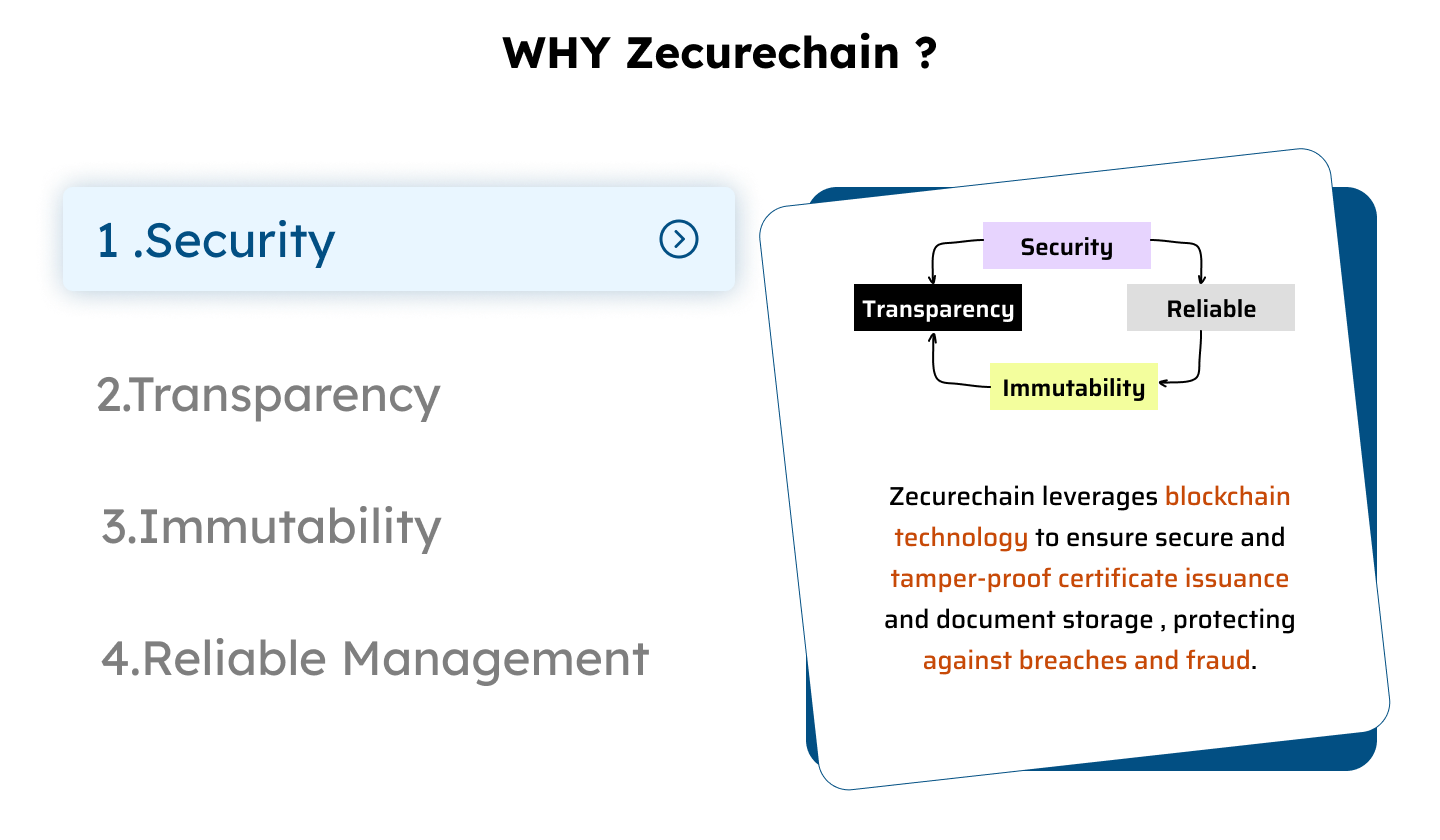 WHY Zecurechain ?
1 .Security
2.Transparency
3.Immutability
4.Reliable Management
Security
Transparency
Reliable
Immutability
Zecurechain leverages blockchain
technology to ensure secure and
tamper-proof certificate issuance
and document storage , protecting
against breaches and fraud.